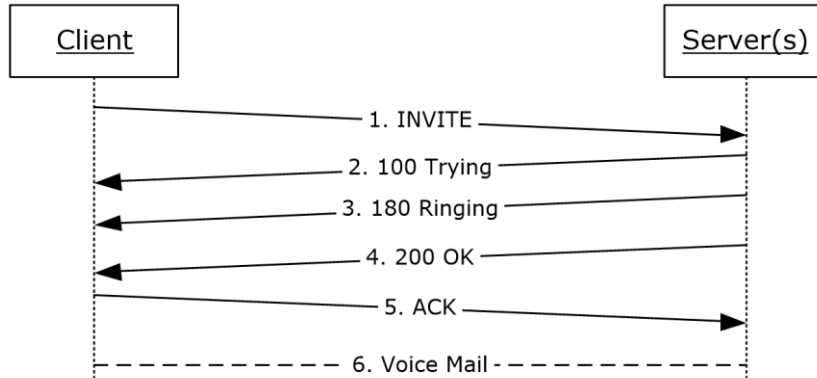 Client
Server(s)
1. INVITE
2. 100 Trying
3. 180 Ringing
4. 200 OK
5. ACK
6. Voice Mail